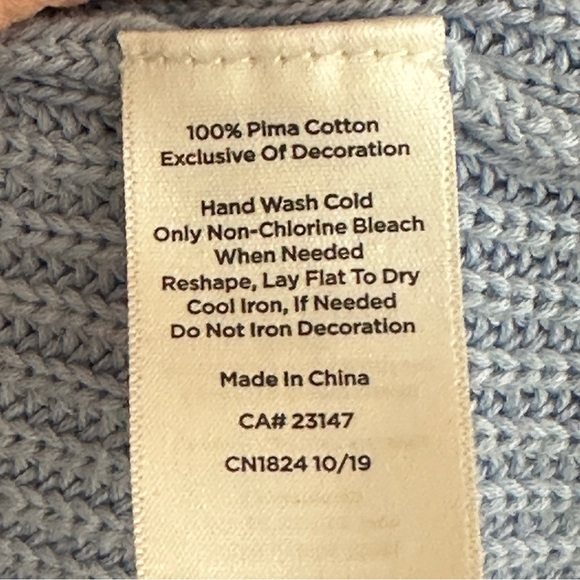 100% Pima Cotton
Exclusive Of Decoration
Hand Wash Cold
Only Non-Chlorine Bleach
When Needed
Reshape, Lay Flat To Dry
Cool Iron, If Needed
Do Not Iron Decoration
Made In China
CA# 23147
CN1824 10/19